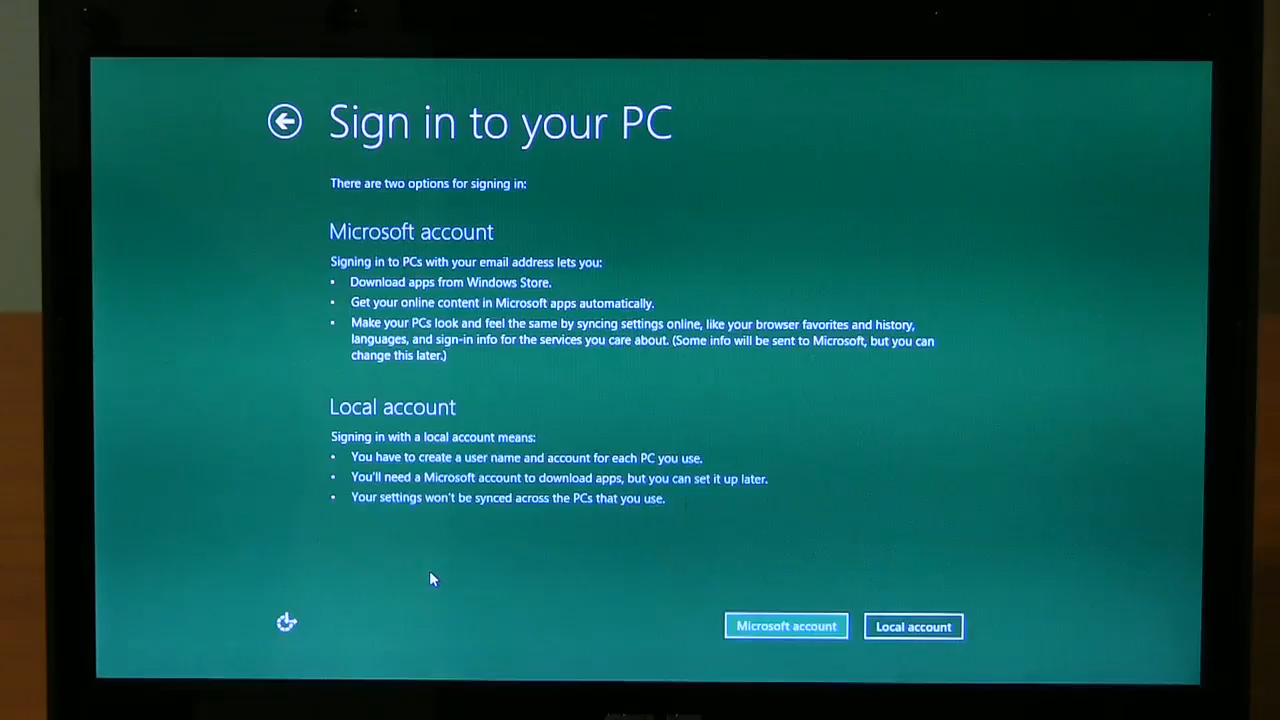 Sign in to your PC
There are two options for signing in:
Microsoft account
Signing in to PCs with your email address lets you:
• Download apps from Windows Store.
• Get your online content in Microsoft apps automatically.
• Make your PCs look and feel the same by syncing settings online, like your browser favorites and history,
languages, and sign-in info for the services you care about. (Some info will be sent to Microsoft, but you can
change this later.)
Local account
Signing in with a local account means:
• You have to create a user name and account for each PC you use.
• You'll need a Microsoft account to download apps, but you can set it up later.
• Your settings won't be synced across the PCs that you use.
Microsoft account Local account